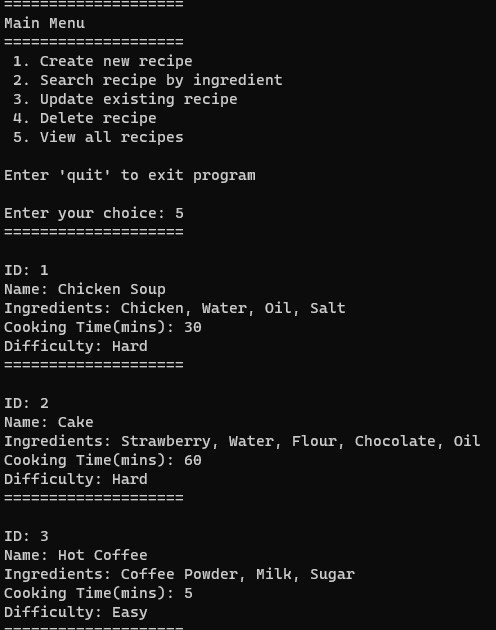 ====================
Main Menu
====================
 1. Create new recipe
 2. Search recipe by ingredient
 3. Update existing recipe
 4. Delete recipe
 5. View all recipes

Enter 'quit' to exit program

Enter your choice: 5
====================

ID: 1
Name: Chicken Soup
Ingredients: Chicken, Water, Oil, Salt
Cooking Time(mins): 30
Difficulty: Hard
====================

ID: 2
Name: Cake
Ingredients: Strawberry, Water, Flour, Chocolate, Oil
Cooking Time(mins): 60
Difficulty: Hard
====================

ID: 3
Name: Hot Coffee
Ingredients: Coffee Powder, Milk, Sugar
Cooking Time(mins): 5
Difficulty: Easy
====================